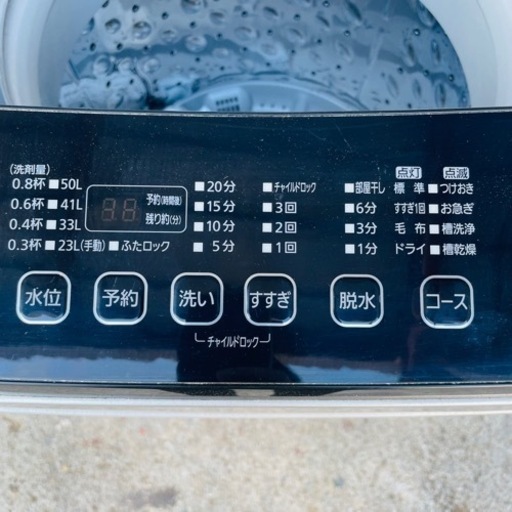 (洗剤量)
0.8杯■50L
0.6杯■41L
0.4杯■33L
0.3杯■23L(手動)■ふたロック
予約(時間後)
残り約(分)
■20分
■15分
■10分
■5分
■チャイルドロック
■3回
■2回
■1回
■部屋干し
■6分
■3分
■1分
点灯 点滅
標準■つけおき
すすぎ1回■お急ぎ
毛布■槽洗浄
ドライ■槽乾燥
水位 予約 洗い すすぎ 脱水 コース
チャイルドロック